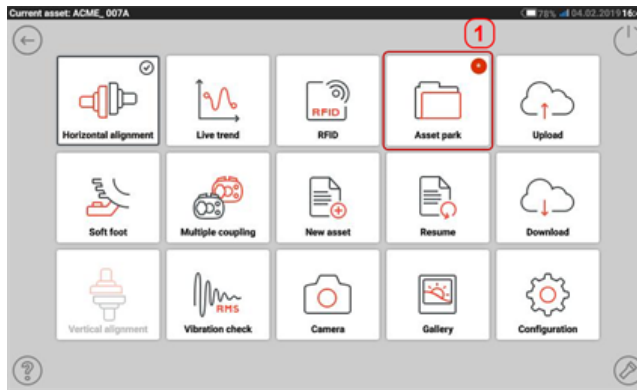 Current asset: ACME_ 007A
78% 04.02.2019 16:
1
Horizontal alignment
Live trend
RFID
RFID
Asset park
Upload
Soft foot
Multiple coupling
New asset
Resume
Download
Vertical alignment
RMS
Vibration check
Camera
Gallery
Configuration
?